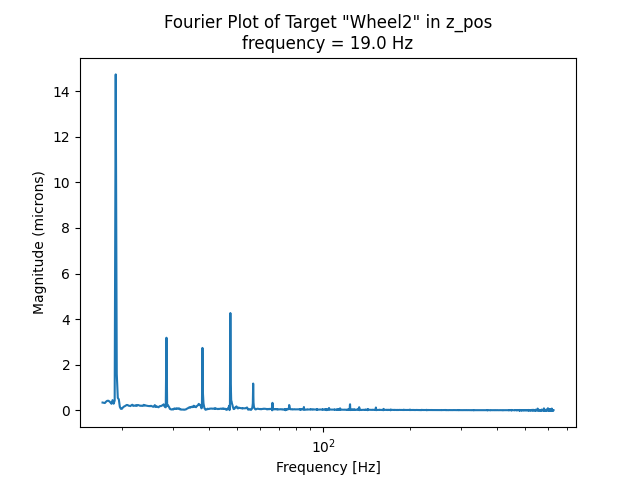 Fourier Plot of Target "Wheel2" in z_pos
frequency = 19.0 Hz
14
12
10
8
6
4
2
0
Magnitude (microns)
10²
Frequency [Hz]